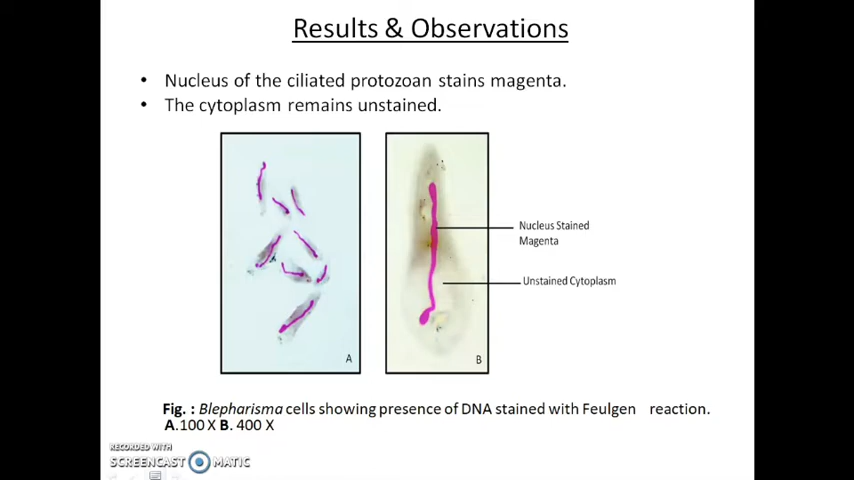 Results & Observations
• Nucleus of the ciliated protozoan stains magenta.
• The cytoplasm remains unstained.
Nucleus Stained
Magenta
Unstained Cytoplasm
A
B
Fig. : Blepharisma cells showing presence of DNA stained with Feulgen reaction.
A.100 X B. 400 X
RECORDED WITH
SCREENCAST MATIC